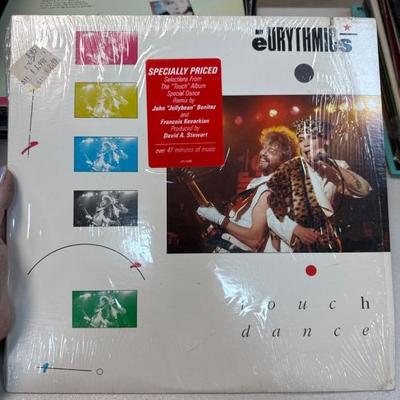 eURYTHMICs
SPECIALLY PRICED
Selections From
The "Touch" Album
Special Dance
Remix by
John "Jellybean" Benitez
and
Francois Kevorkian
Produced by
David A. Stewart
over 47 minutes of music
touch
dance